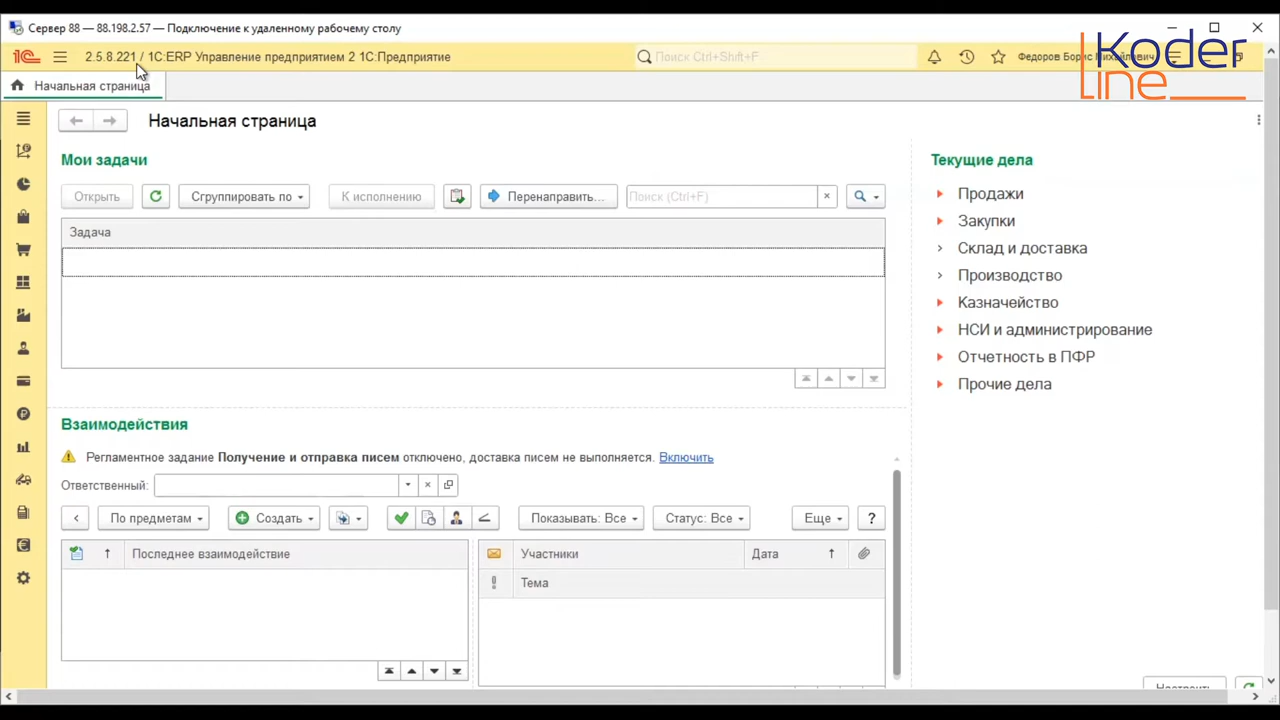 Сервер 88 — 88.198.2.57 — Подключение к удаленному рабочему столу
1С 2.5.8.221 / 1С:ERP Управление предприятием 2 1С:Предприятие
Поиск Ctrl+Shift+F
Федоров Борис
Koder
line
Начальная страница
Начальная страница
Мои задачи
Открыть
Сгруппировать по
К исполнению
Перенаправить...
Поиск (Ctrl+F)
Задача
Текущие дела
Продажи
Закупки
Склад и доставка
Производство
Казначейство
НСИ и администрирование
Отчетность в ПФР
Прочие дела
Взаимодействия
Регламентное задание Получение и отправка писем отключено, доставка писем не выполняется. Включить
Ответственный:
По предметам
Создать
Показывать: Все
Статус: Все
Еще
?
Последнее взаимодействие
Участники
Дата
Тема
Настроить